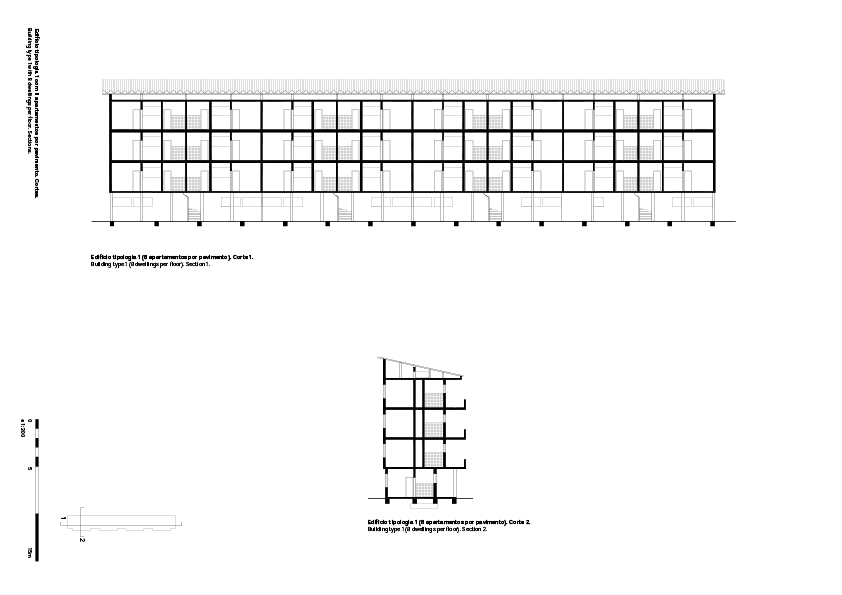 Edifício tipologia 1 com 8 apartamentos por pavimento. Cortes.
Building type 1 with 8 dwellings per floor. Sections.
Edifício tipologia 1 (8 apartamentos por pavimento). Corte 1.
Building type 1 (8 dwellings per floor). Section 1.
0
e 1:200
5
15m
1
2
Edifício tipologia 1 (8 apartamentos por pavimento). Corte 2.
Building type 1 (8 dwellings per floor). Section 2.